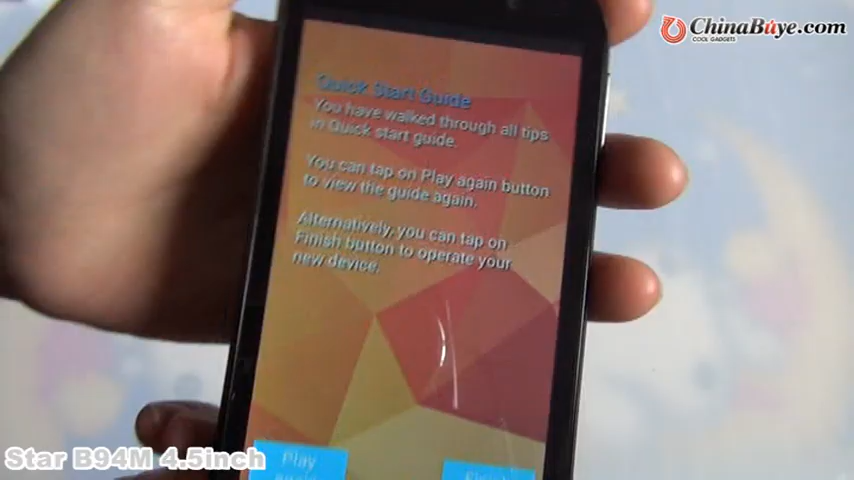 ChinaBuye.com
COOL GADGETS
Quick Start Guide
You have walked through all tips
in Quick start guide.
You can tap on Play again button
to view the guide again.
Alternatively, you can tap on
Finish button to operate your
new device.
Play
again
Finish
Star B94M 4.5inch